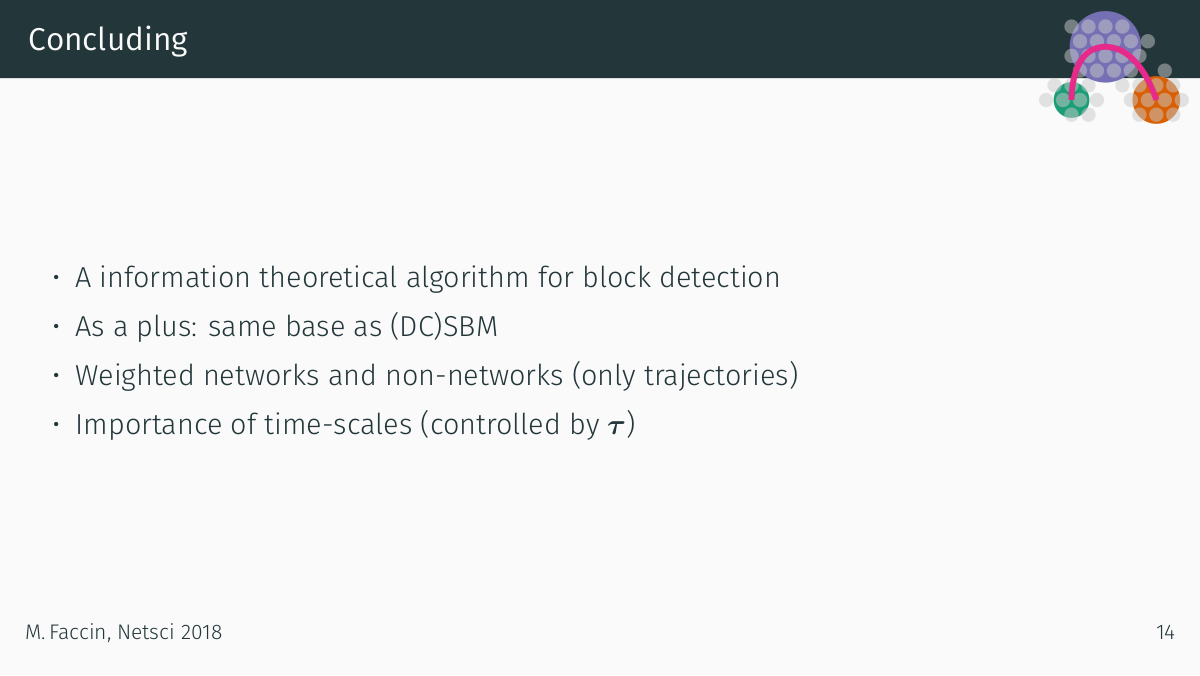 Concluding
• A information theoretical algorithm for block detection
• As a plus: same base as (DC)SBM
• Weighted networks and non-networks (only trajectories)
• Importance of time-scales (controlled by τ)
M. Faccin, Netsci 2018
14